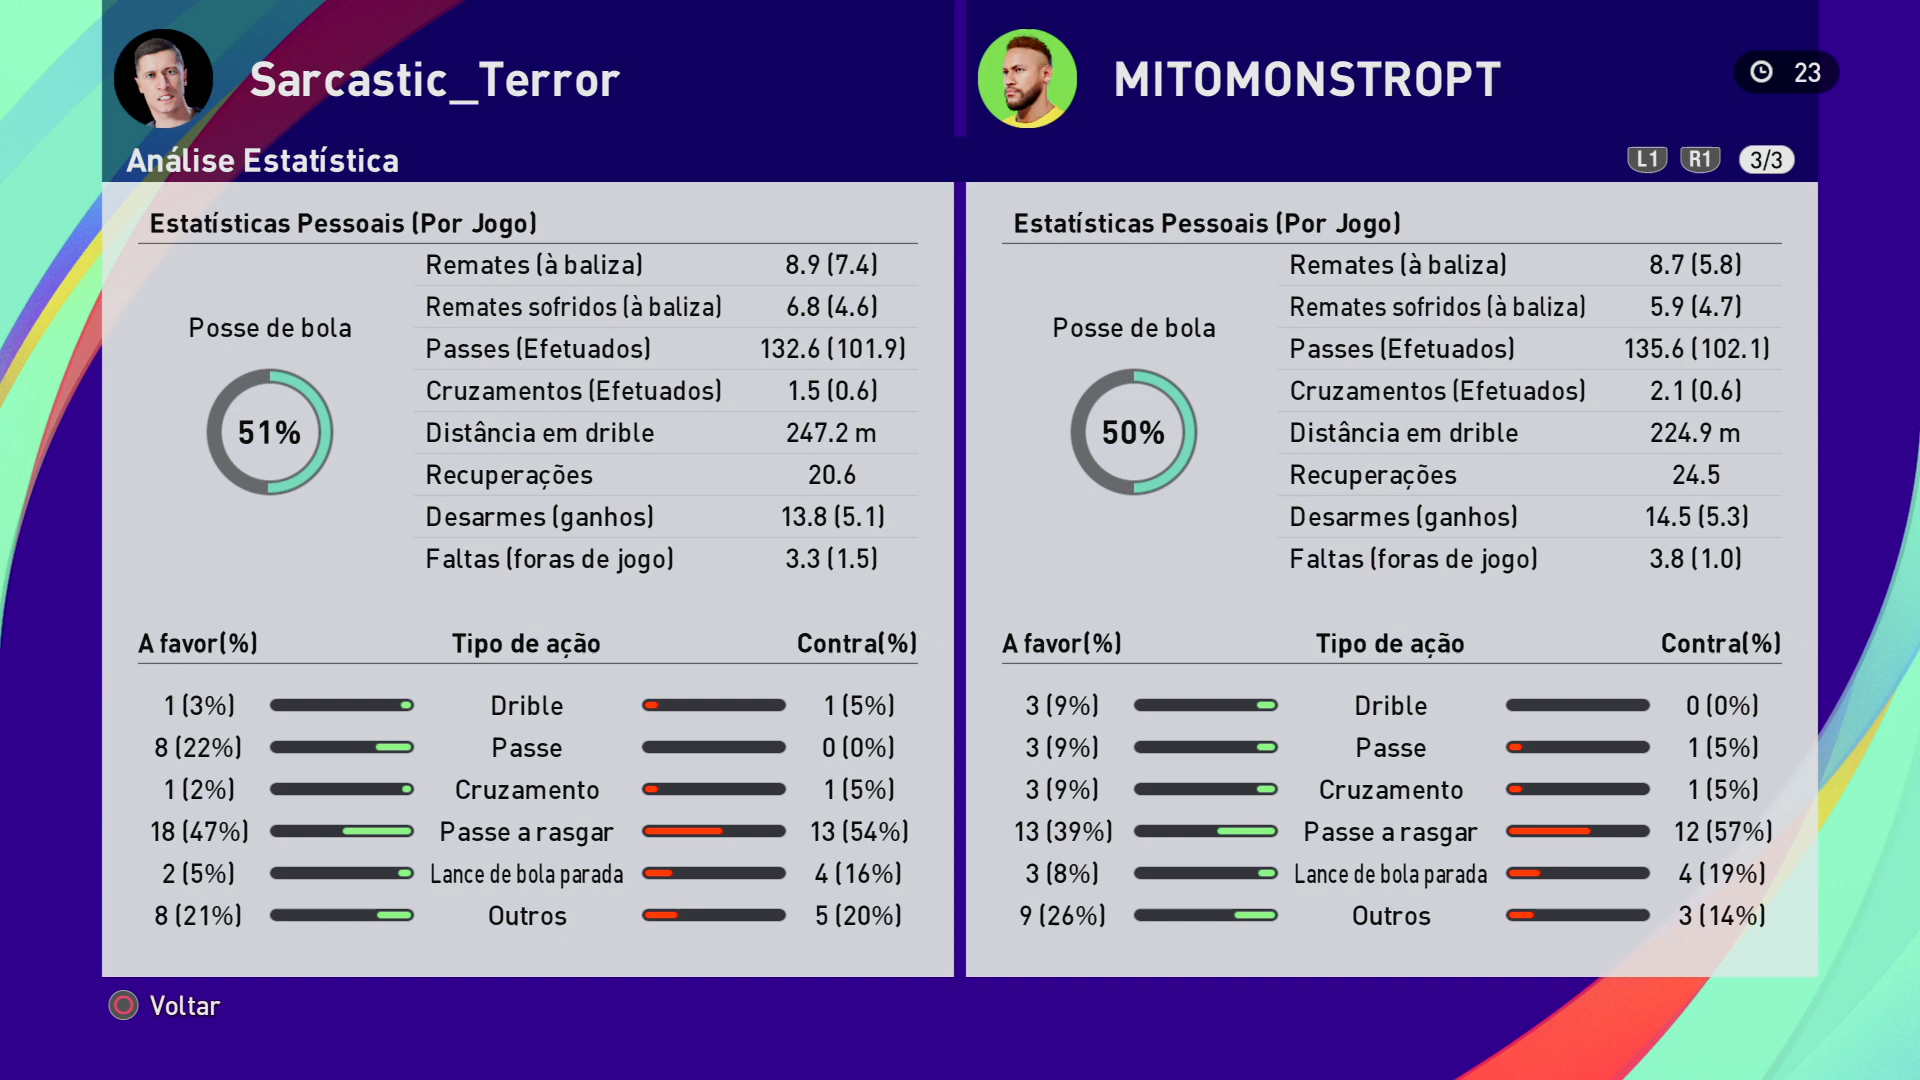 Sarcastic_Terror
MITOMONSTROPT
23
Análise Estatística
L1 R1 3/3
Estatísticas Pessoais (Por Jogo)
Posse de bola
51%
Remates (à baliza) 8.9 (7.4)
Remates sofridos (à baliza) 6.8 (4.6)
Passes (Efetuados) 132.6 (101.9)
Cruzamentos (Efetuados) 1.5 (0.6)
Distância em drible 247.2 m
Recuperações 20.6
Desarmes (ganhos) 13.8 (5.1)
Faltas (foras de jogo) 3.3 (1.5)
A favor(%) Tipo de ação Contra(%)
1 (3%) Drible 1 (5%)
8 (22%) Passe 0 (0%)
1 (2%) Cruzamento 1 (5%)
18 (47%) Passe a rasgar 13 (54%)
2 (5%) Lance de bola parada 4 (16%)
8 (21%) Outros 5 (20%)
Estatísticas Pessoais (Por Jogo)
Posse de bola
50%
Remates (à baliza) 8.7 (5.8)
Remates sofridos (à baliza) 5.9 (4.7)
Passes (Efetuados) 135.6 (102.1)
Cruzamentos (Efetuados) 2.1 (0.6)
Distância em drible 224.9 m
Recuperações 24.5
Desarmes (ganhos) 14.5 (5.3)
Faltas (foras de jogo) 3.8 (1.0)
A favor(%) Tipo de ação Contra(%)
3 (9%) Drible 0 (0%)
3 (9%) Passe 1 (5%)
3 (9%) Cruzamento 1 (5%)
13 (39%) Passe a rasgar 12 (57%)
3 (8%) Lance de bola parada 4 (19%)
9 (26%) Outros 3 (14%)
Voltar